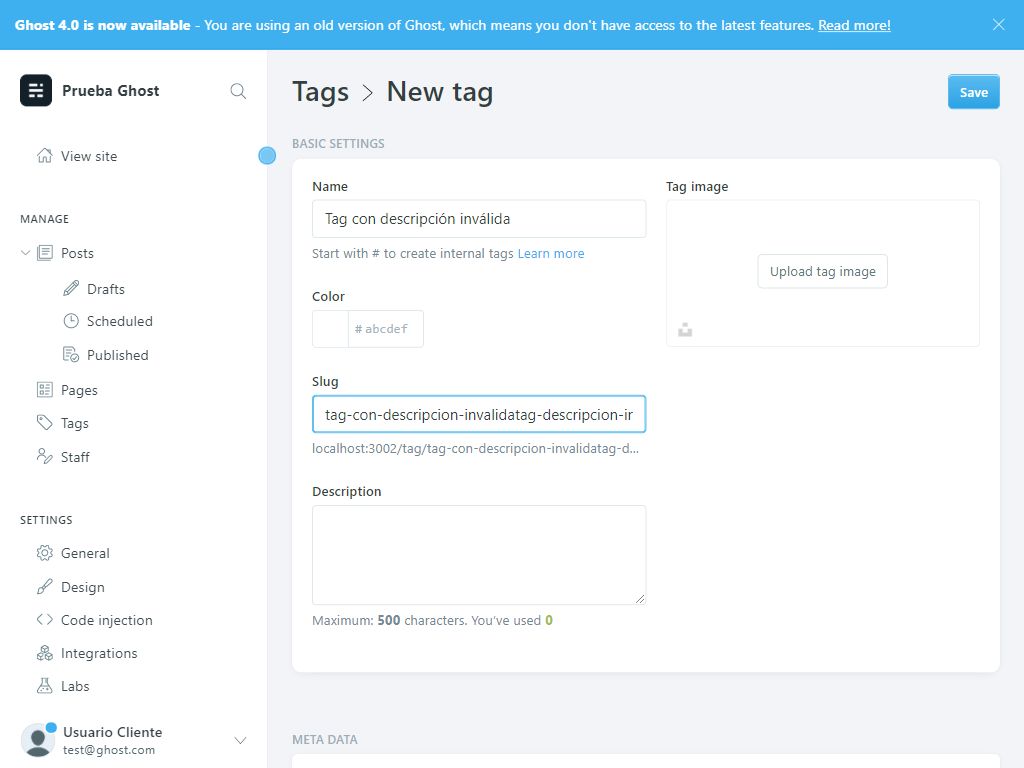 Ghost 4.0 is now available - You are using an old version of Ghost, which means you don't have access to the latest features. Read more!
Prueba Ghost
View site
MANAGE
Posts
Drafts
Scheduled
Published
Pages
Tags
Staff
SETTINGS
General
Design
Code injection
Integrations
Labs
Usuario Cliente
test@ghost.com
Tags > New tag
Save
BASIC SETTINGS
Name
Tag con descripción inválida
Start with # to create internal tags Learn more
Color
# abcdef
Slug
tag-con-descripcion-invalidatag-descripcion-ir
localhost:3002/tag/tag-con-descripcion-invalidatag-d...
Description
Maximum: 500 characters. You've used 0
Tag image
Upload tag image
META DATA